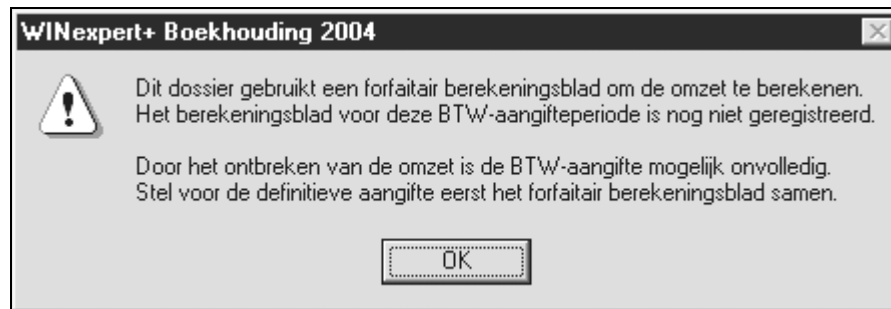 WINexpert+ Boekhouding 2004
Dit dossier gebruikt een forfaitair berekeningsblad om de omzet te berekenen.
Het berekeningsblad voor deze BTW-aangifteperiode is nog niet geregistreerd.
Door het ontbreken van de omzet is de BTW-aangifte mogelijk onvolledig.
Stel voor de definitieve aangifte eerst het forfaitair berekeningsblad samen.
OK